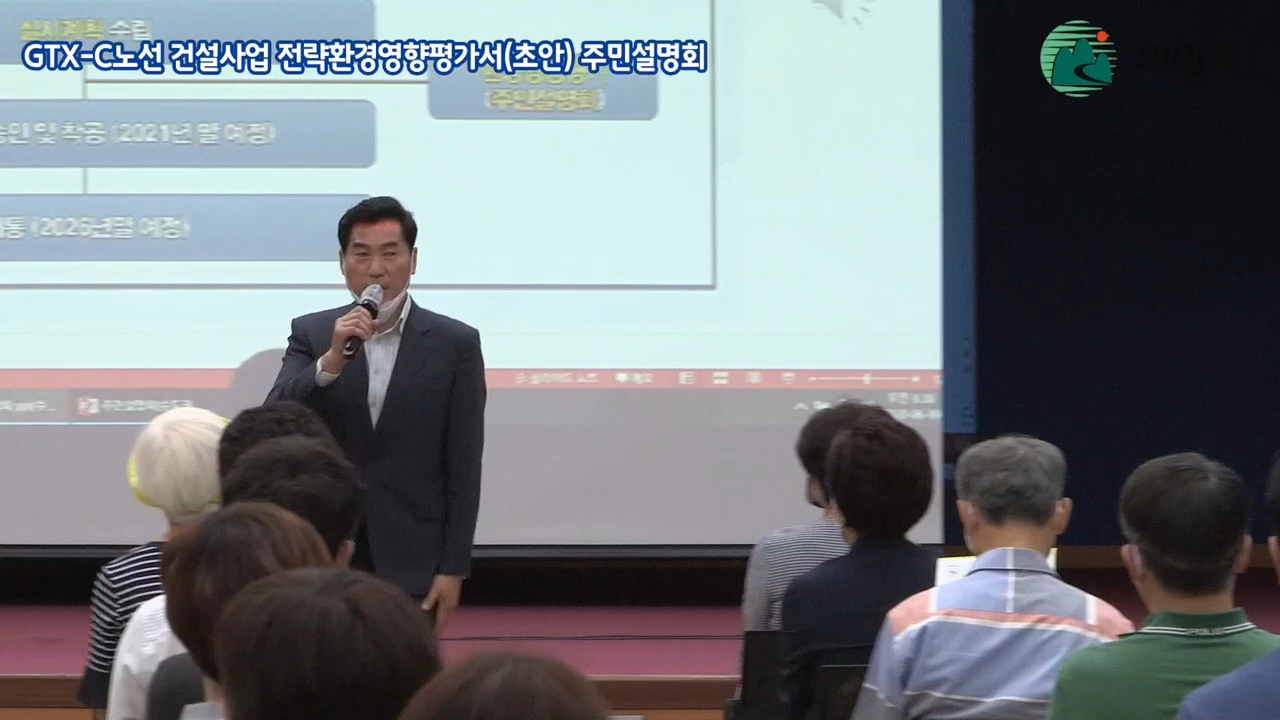 실시계획 수립
GTX-C노선 건설사업 전략환경영향평가서(초안) 주민설명회
(주민설명회)
승인 및 착공 (2021년 말 예정)
개통 (2026년말 예정)